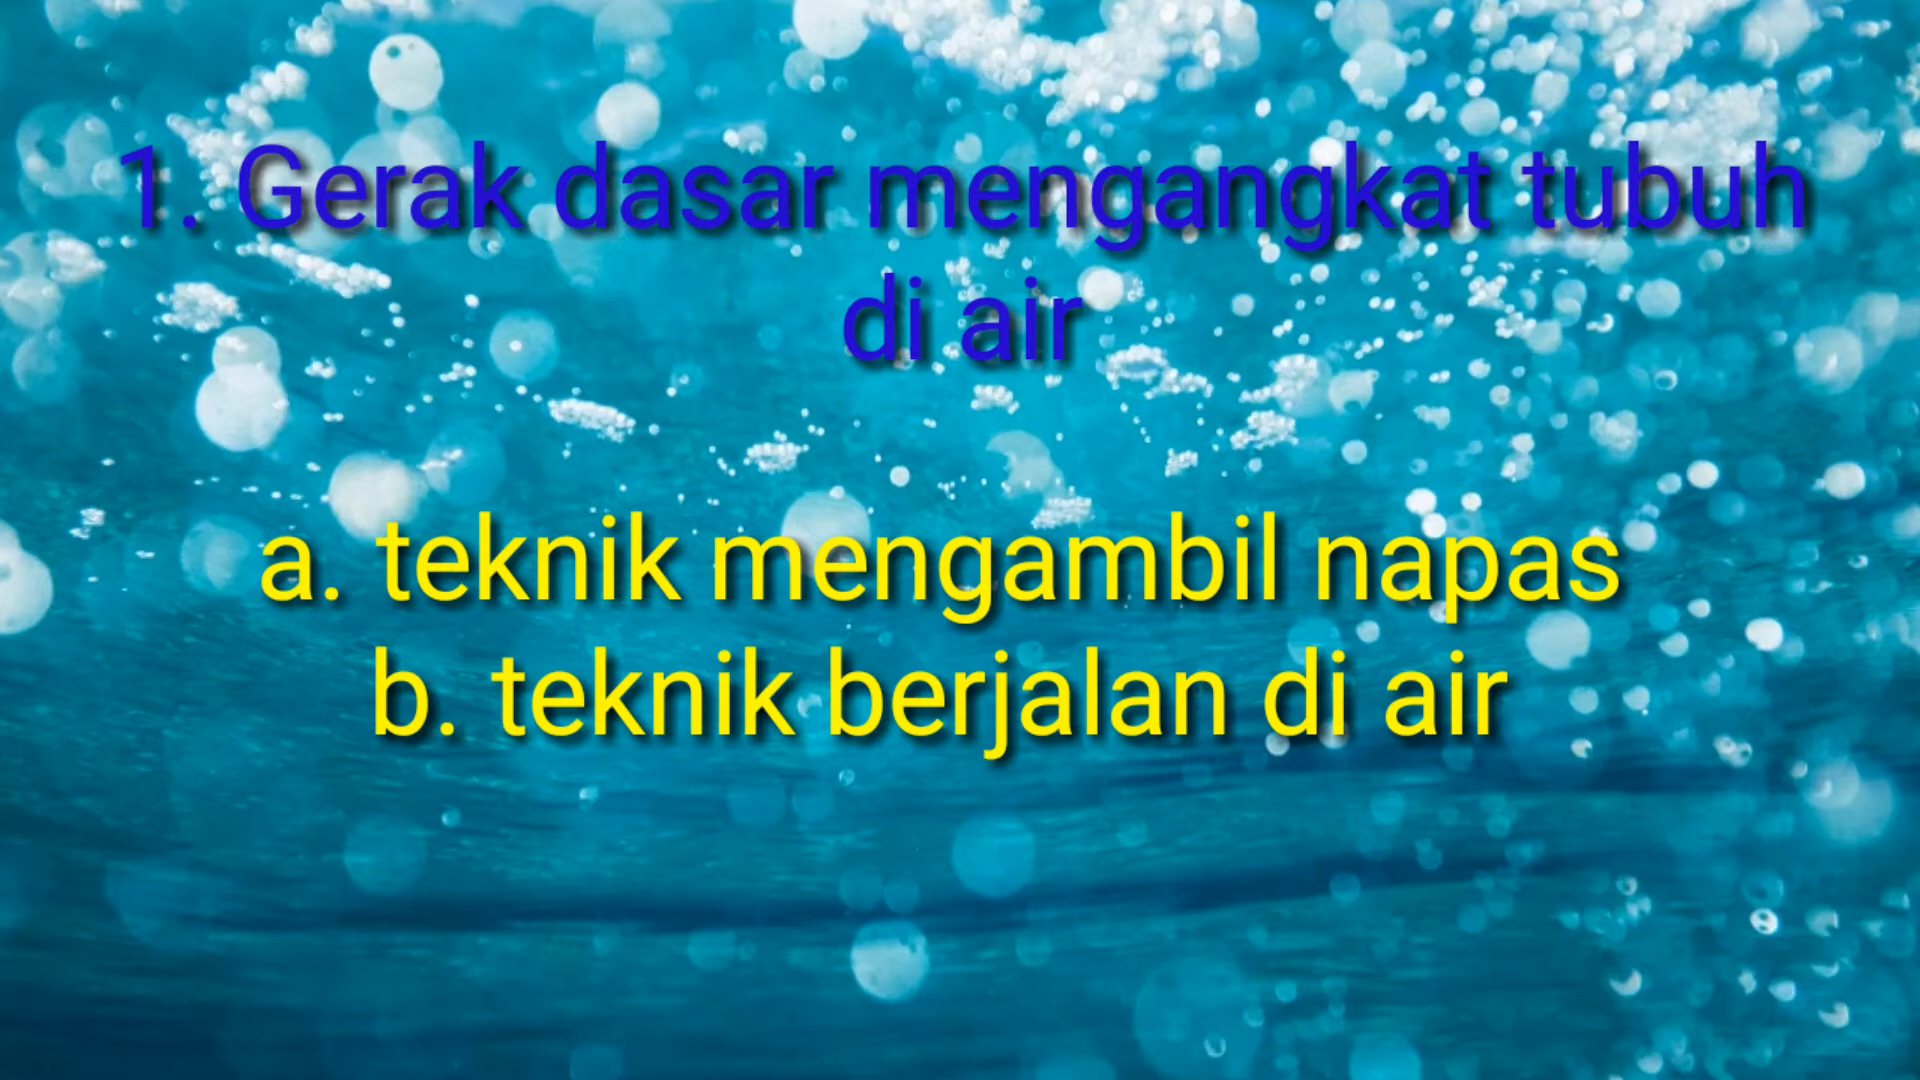 1. Gerak dasar mengangkat tubuh
di air
a. teknik mengambil napas
b. teknik berjalan di air